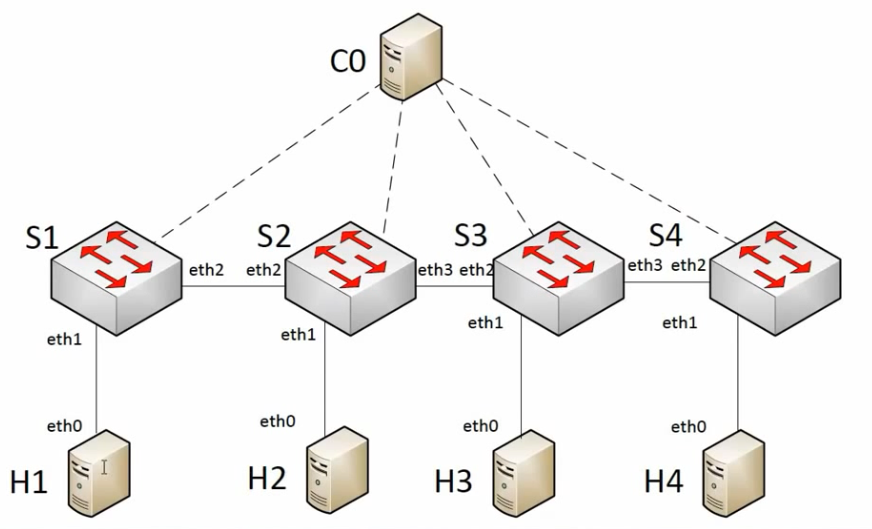 C0
S1
S2
S3
S4
eth2
eth2
eth3
eth2
eth3
eth2
eth1
eth1
eth1
eth1
eth0
eth0
eth0
eth0
H1
H2
H3
H4